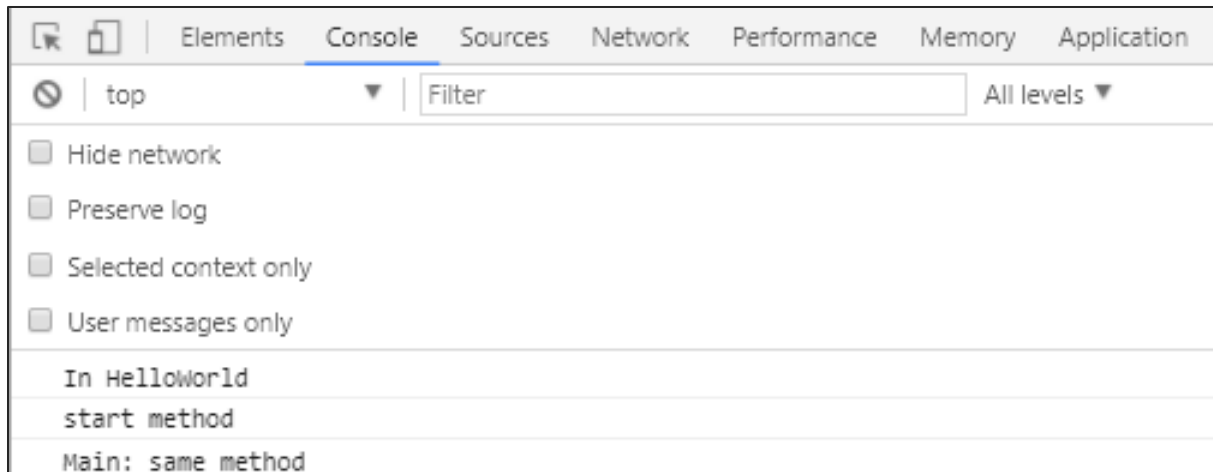 Elements Console Sources Network Performance Memory Application
top Filter All levels
Hide network
Preserve log
Selected context only
User messages only
In HelloWorld
start method
Main: same method